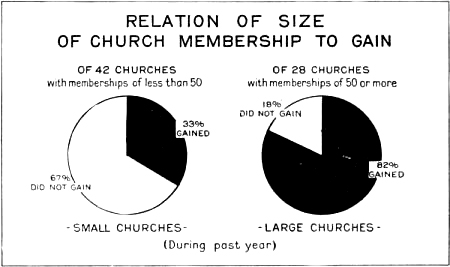 RELATION OF SIZE
OF CHURCH MEMBERSHIP TO GAIN
OF 42 CHURCHES
with memberships of less than 50
33%
GAINED
67%
DID NOT GAIN
- SMALL CHURCHES -
OF 28 CHURCHES
with memberships of 50 or more
18%
DID NOT GAIN
82%
GAINED
- LARGE CHURCHES -
(During past year)